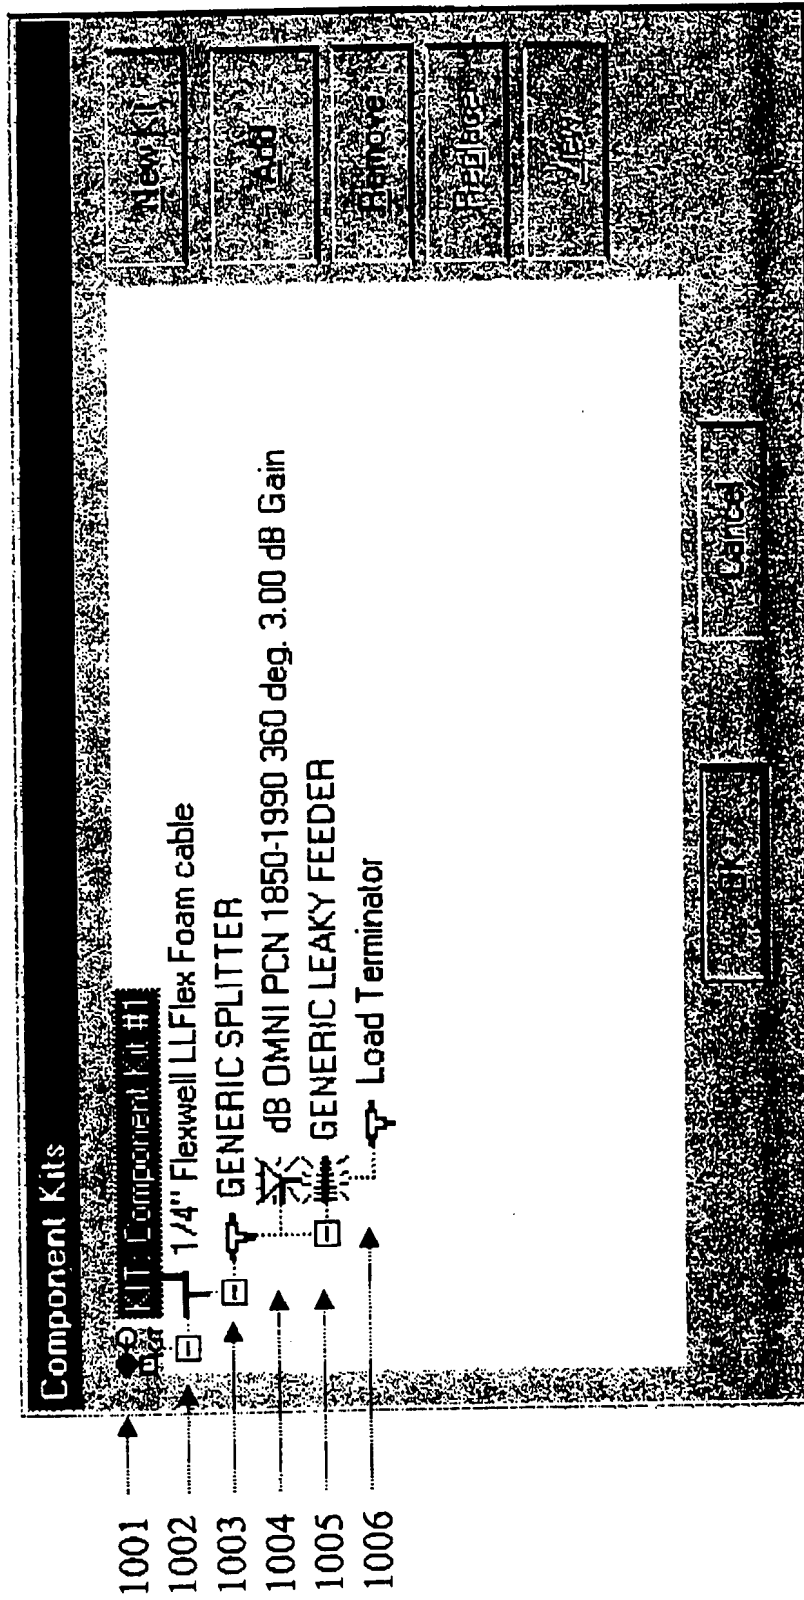 Component Kits
1001 KIT: Component Kit #1
1002 1/4" Flexwell LLFlex Foam cable
1003 GENERIC SPLITTER
1004 dB OMNI PCN 1850-1990 360 deg. 3.00 dB Gain
1005 GENERIC LEAKY FEEDER
1006 Load Terminator
New Kit
Add
Remove
Replace
View
OK
Cancel